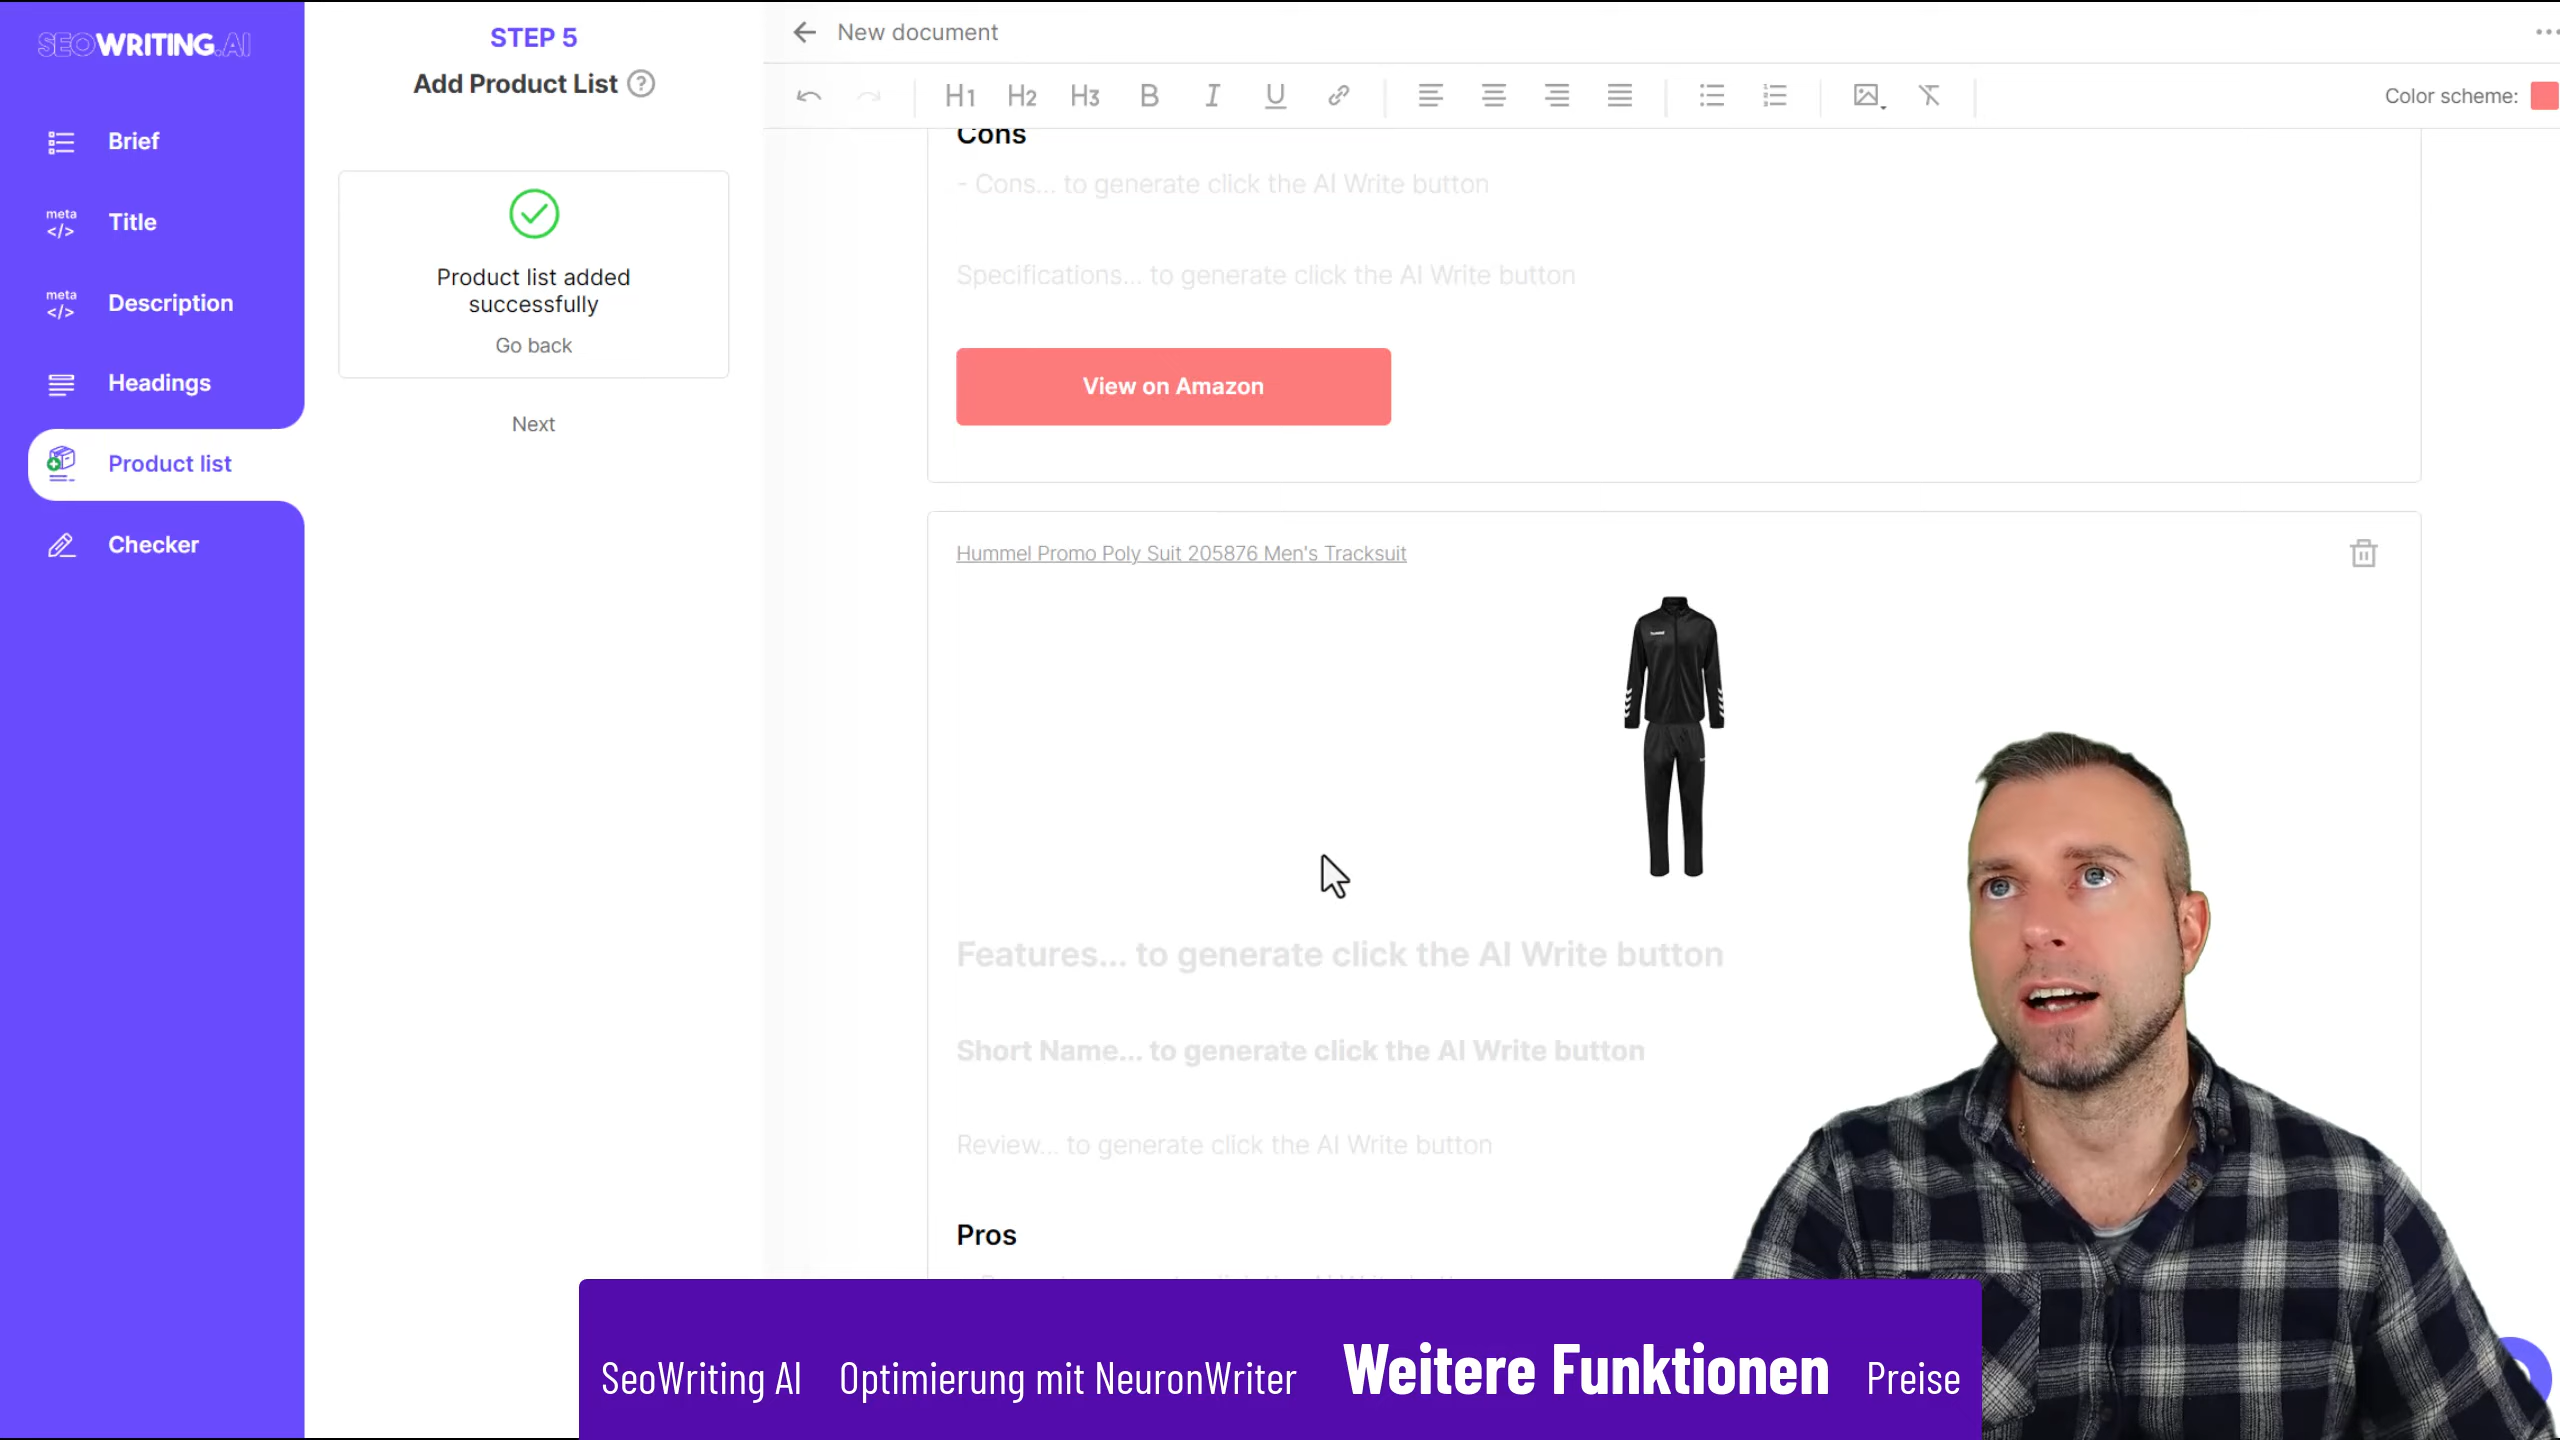 SEOWRITING.AI
Brief
meta
</>
Title
meta
</>
Description
Headings
Product list
Checker
STEP 5
Add Product List ?
Product list added
successfully
Go back
Next
New document
H1 H2 H3 B I U
Color scheme:
Cons
- Cons... to generate click the AI Write button
Specifications... to generate click the AI Write button
View on Amazon
Hummel Promo Poly Suit 205876 Men's Tracksuit
Features... to generate click the AI Write button
Short Name... to generate click the AI Write button
Review... to generate click the AI Write button
Pros
SeoWriting AI Optimierung mit NeuronWriter Weitere Funktionen Preise